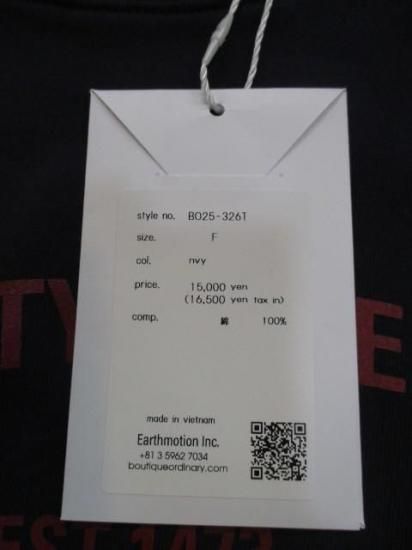 style no. BO25-326T
size. F
col. nvy
price. 15,000 yen
(16,500 yen tax in)
comp. 綿 100%
made in vietnam
Earthmotion Inc.
+81 3 5962 7034
boutiqueordinary.com